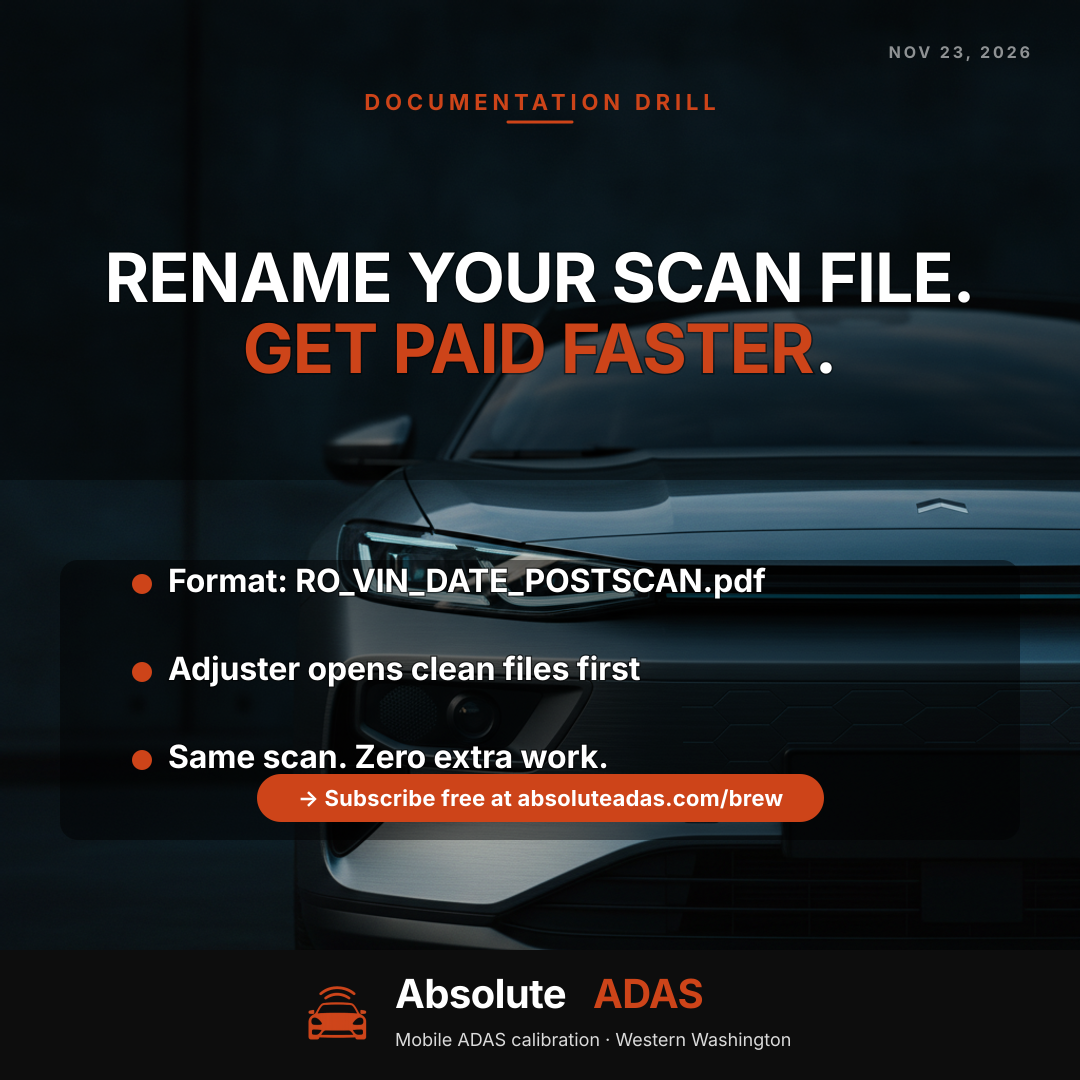 NOV 23, 2026
DOCUMENTATION DRILL
RENAME YOUR SCAN FILE.
GET PAID FASTER.
Format: RO_VIN_DATE_POSTSCAN.pdf
Adjuster opens clean files first
Same scan. Zero extra work.
→ Subscribe free at absoluteadas.com/brew
Absolute ADAS
Mobile ADAS calibration · Western Washington